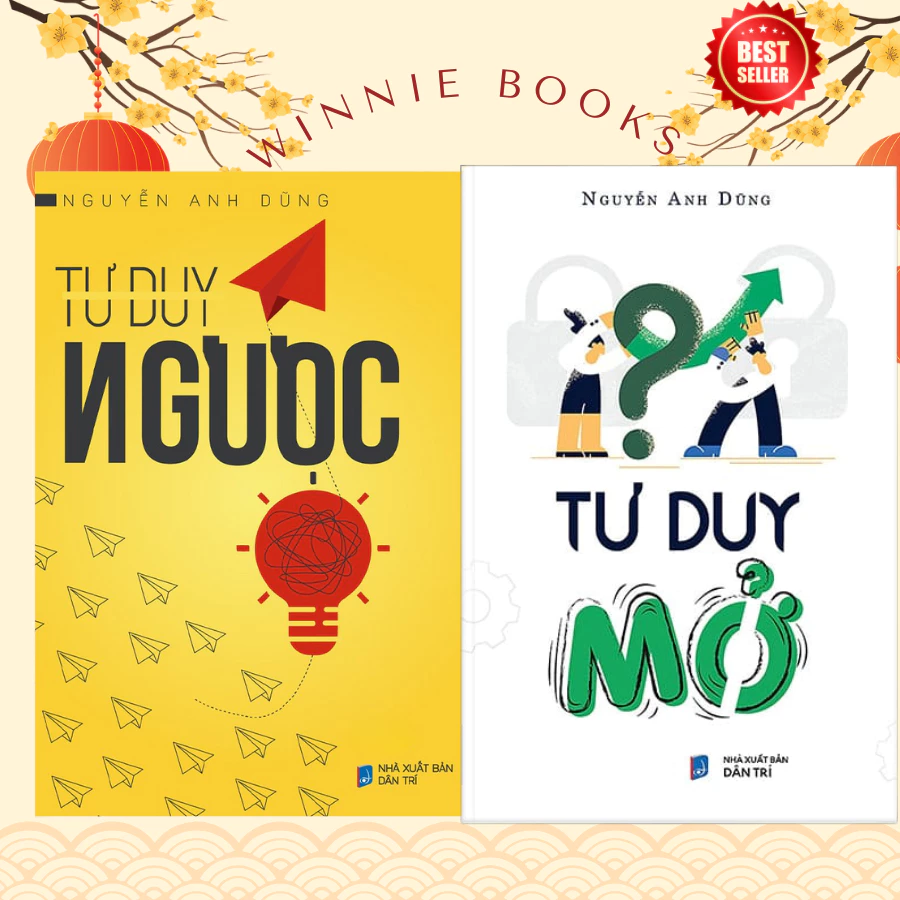 WINNIE BOOKS
BEST
SELLER
NGUYỄN ANH DŨNG
TƯ DUY
NGƯỢC
NHÀ XUẤT BẢN
DÂN TRÍ
NGUYỄN ANH DŨNG
TƯ DUY
MỞ
NHÀ XUẤT BẢN
DÂN TRÍ